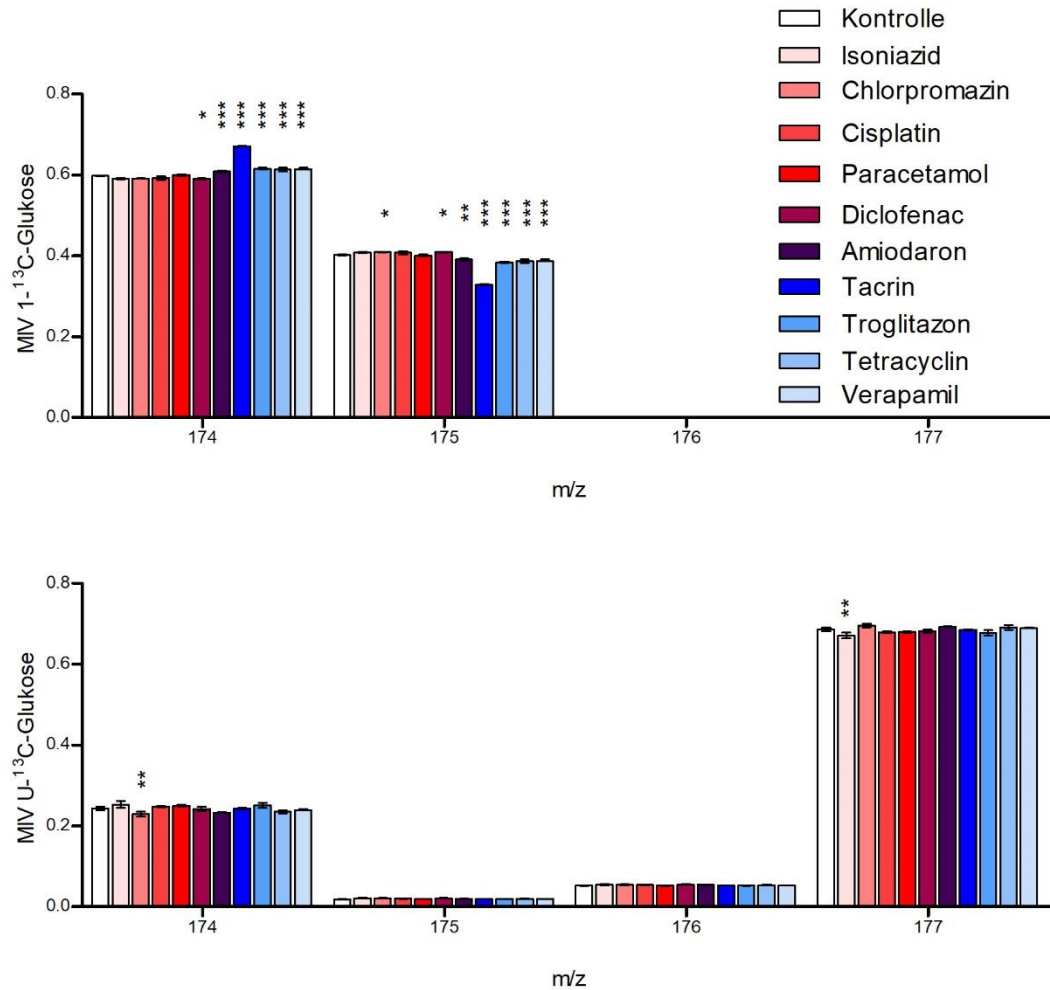 Kontrolle
Isoniazid
Chlorpromazin
Cisplatin
Paracetamol
Diclofenac
Amiodaron
Tacrin
Troglitazon
Tetracyclin
Verapamil
MIV 1-¹³C-Glukose
0.8
0.6
0.4
0.2
0.0
* *** *** *** *** ***
* * ** *** *** *** ***
174 175 176 177
m/z
MIV U-¹³C-Glukose
0.8
0.6
0.4
0.2
0.0
**
**
174 175 176 177
m/z